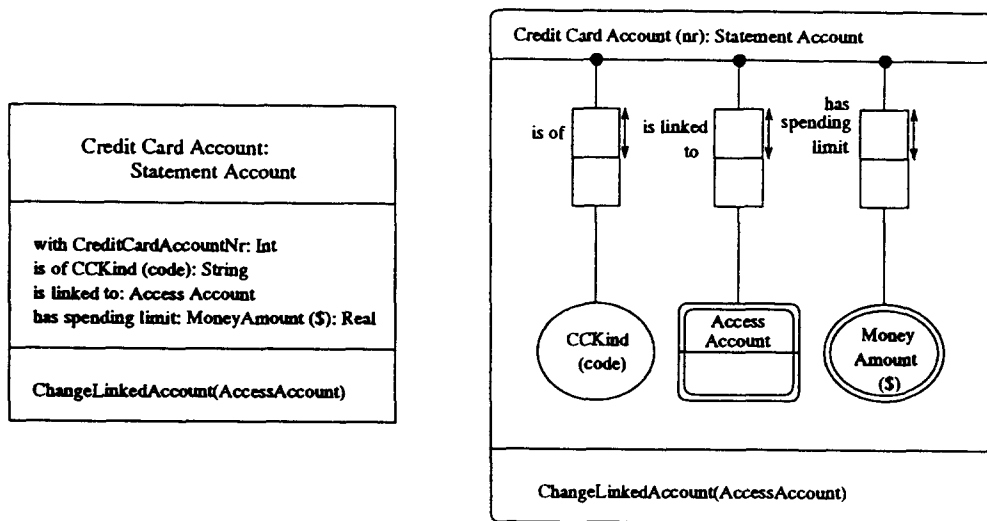 Credit Card Account:
Statement Account
with CreditCardAccountNr: Int
is of CCKind (code): String
is linked to: Access Account
has spending limit: MoneyAmount ($): Real
ChangeLinkedAccount(AccessAccount)
Credit Card Account (nr): Statement Account
is of
is linked
to
has
spending
limit
CCKind
(code)
Access
Account
Money
Amount
($)
ChangeLinkedAccount(AccessAccount)